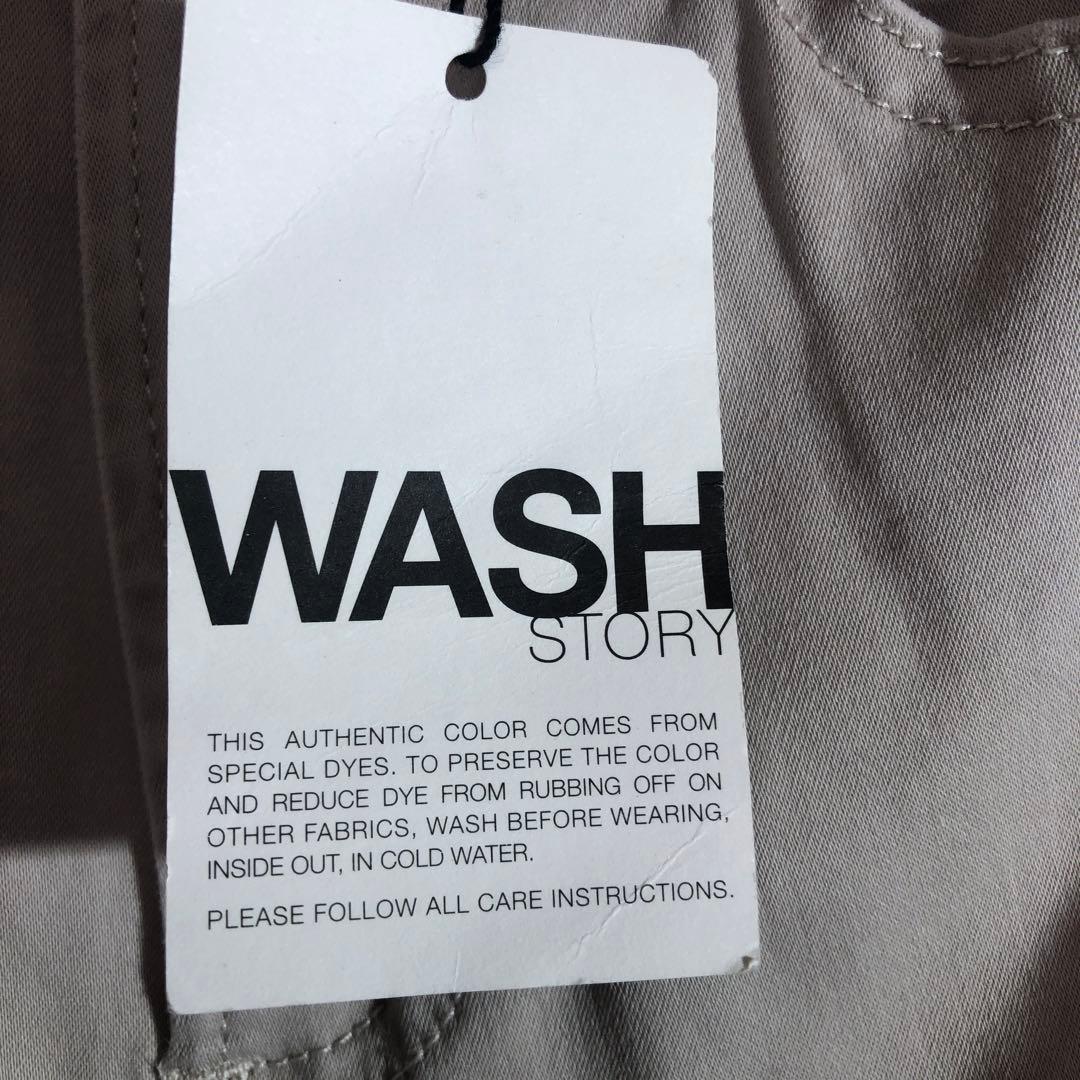 WASH
STORY
THIS AUTHENTIC COLOR COMES FROM
SPECIAL DYES. TO PRESERVE THE COLOR
AND REDUCE DYE FROM RUBBING OFF ON
OTHER FABRICS, WASH BEFORE WEARING,
INSIDE OUT, IN COLD WATER.
PLEASE FOLLOW ALL CARE INSTRUCTIONS.